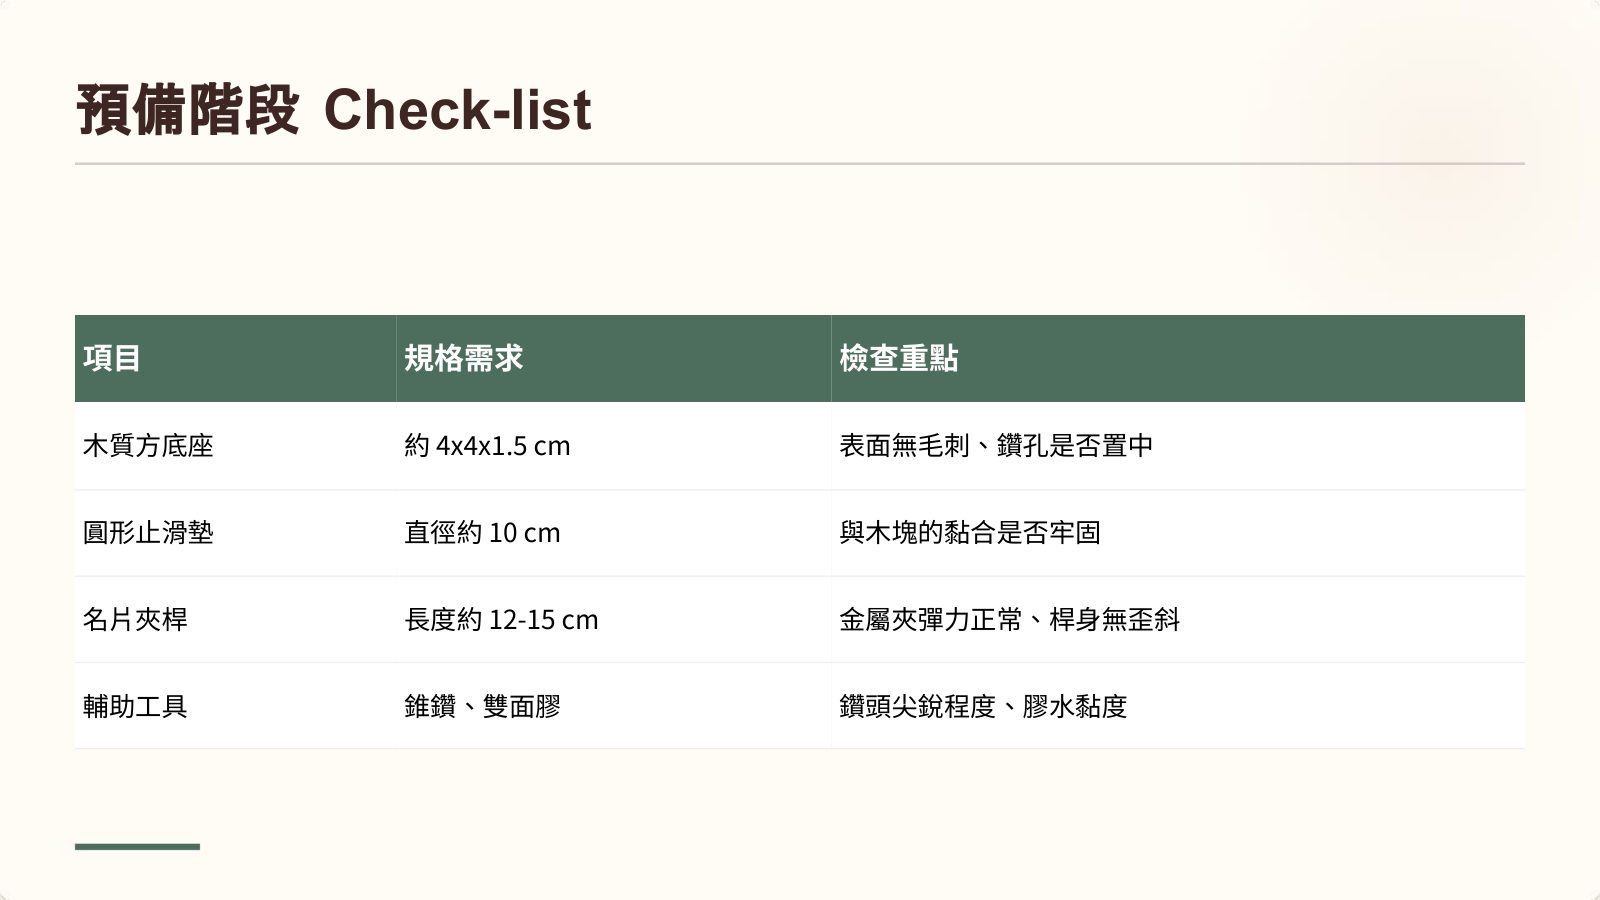 預備階段 Check-list
項目 規格需求 檢查重點
木質方底座 約 4x4x1.5 cm 表面無毛刺、鑽孔是否置中
圓形止滑墊 直徑約 10 cm 與木塊的黏合是否牢固
名片夾桿 長度約 12-15 cm 金屬夾彈力正常、桿身無歪斜
輔助工具 錐鑽、雙面膠 鑽頭尖銳程度、膠水黏度